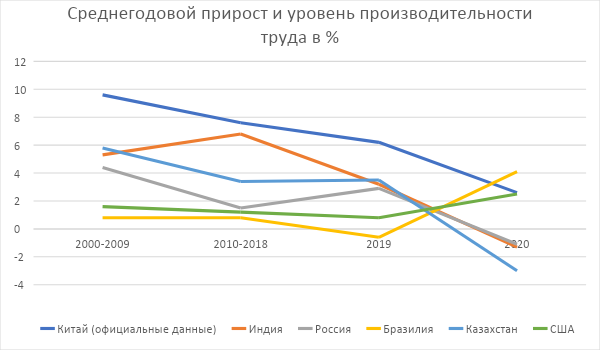 Среднегодовой прирост и уровень производительности
труда в %
12
10
8
6
4
2
0
-2
-4
2000-2009 2010-2018 2019 2020
Китай (официальные данные) Индия Россия Бразилия Казахстан США